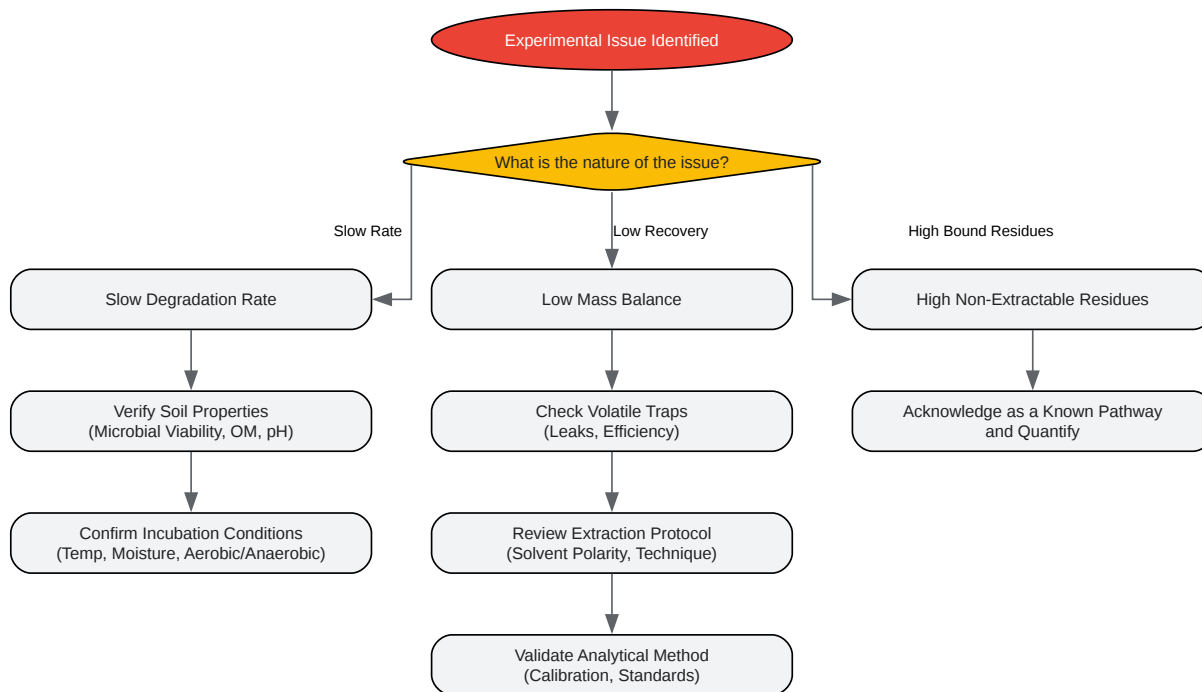 Experimental Issue Identified
What is the nature of the issue?
Slow Rate
Low Recovery
High Bound Residues
Slow Degradation Rate
Low Mass Balance
High Non-Extractable Residues
Verify Soil Properties
(Microbial Viability, OM, pH)
Check Volatile Traps
(Leaks, Efficiency)
Acknowledge as a Known Pathway
and Quantify
Confirm Incubation Conditions
(Temp, Moisture, Aerobic/Anaerobic)
Review Extraction Protocol
(Solvent Polarity, Technique)
Validate Analytical Method
(Calibration, Standards)